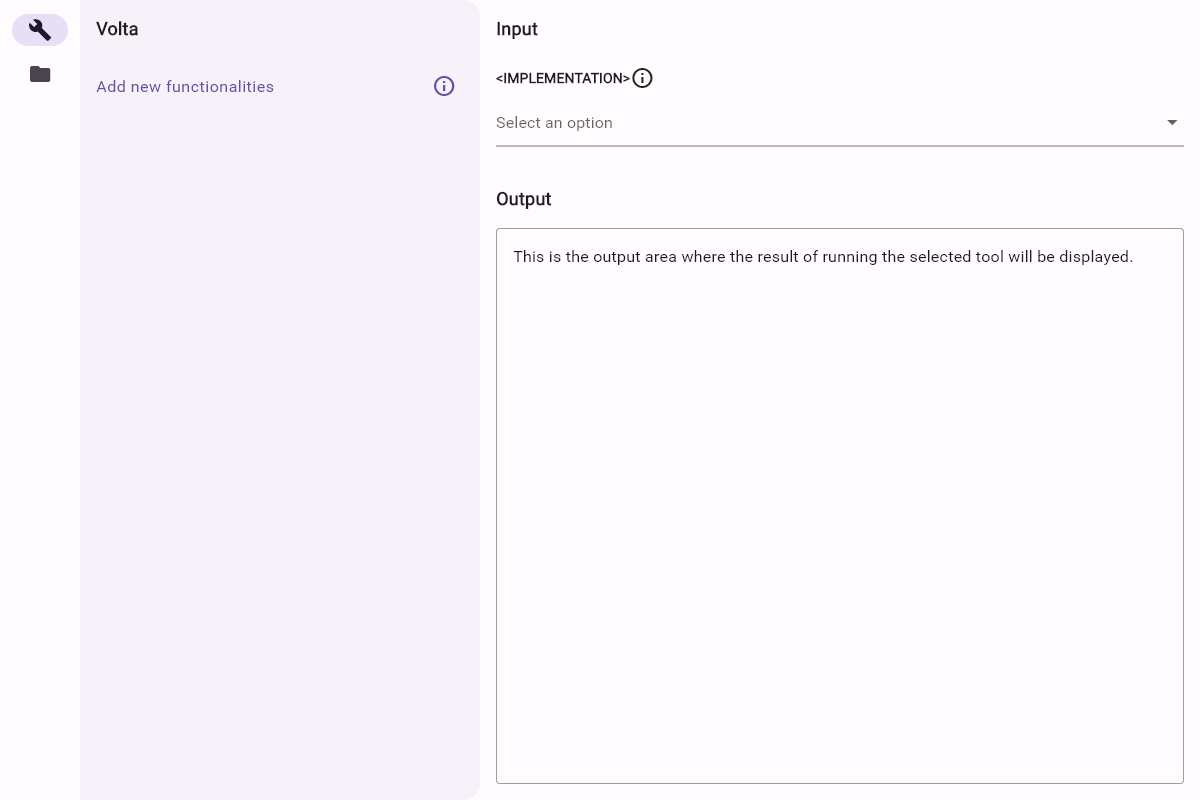 Volta
Add new functionalities
Input
<IMPLEMENTATION>
Select an option
Output
This is the output area where the result of running the selected tool will be displayed.